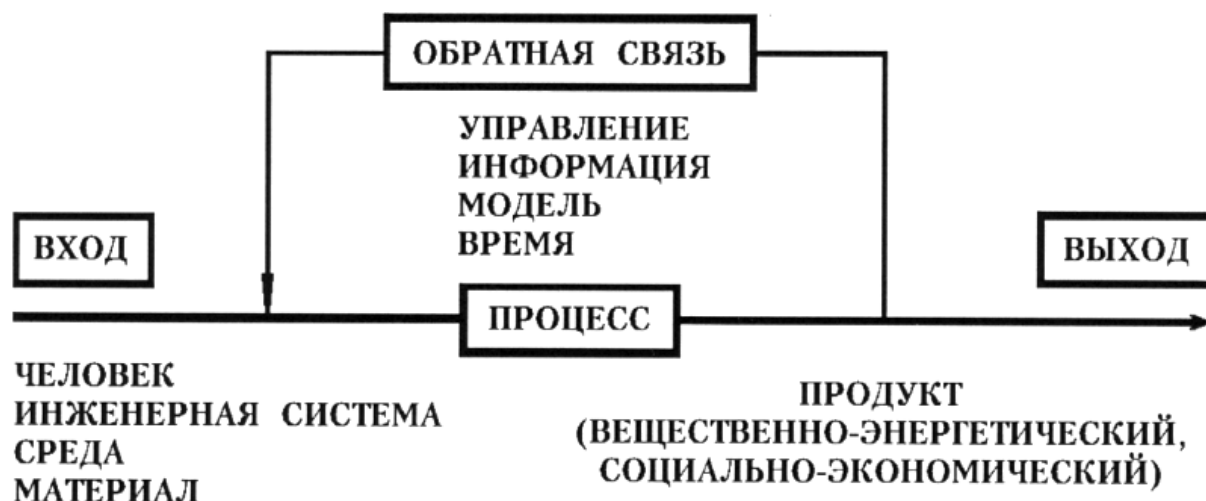 ОБРАТНАЯ СВЯЗЬ
УПРАВЛЕНИЕ
ИНФОРМАЦИЯ
МОДЕЛЬ
ВРЕМЯ
ВХОД
ВЫХОД
ПРОЦЕСС
ЧЕЛОВЕК
ИНЖЕНЕРНАЯ СИСТЕМА
СРЕДА
МАТЕРИАЛ
ПРОДУКТ
(ВЕЩЕСТВЕННО-ЭНЕРГЕТИЧЕСКИЙ,
СОЦИАЛЬНО-ЭКОНОМИЧЕСКИЙ)